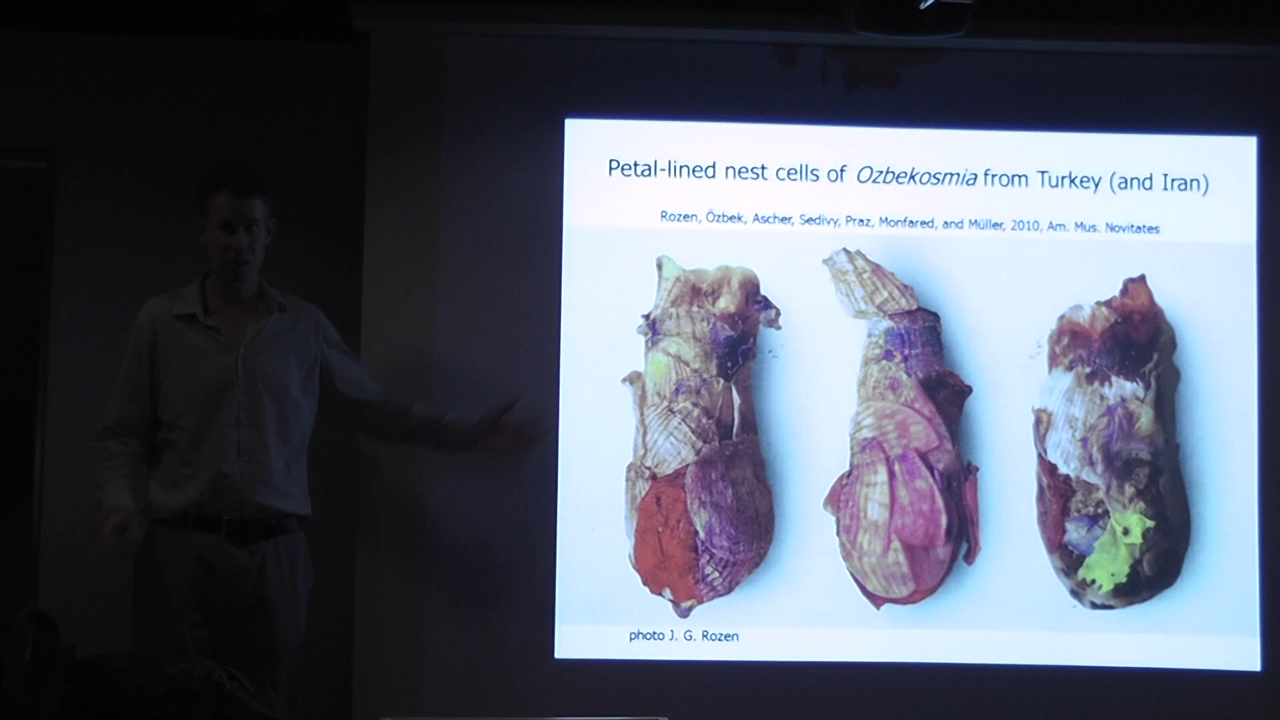 Petal-lined nest cells of Ozbekosmia from Turkey (and Iran)
Rozen, Özbek, Ascher, Sedivy, Praz, Monfared, and Müller, 2010, Am. Mus. Novitates
photo J. G. Rozen